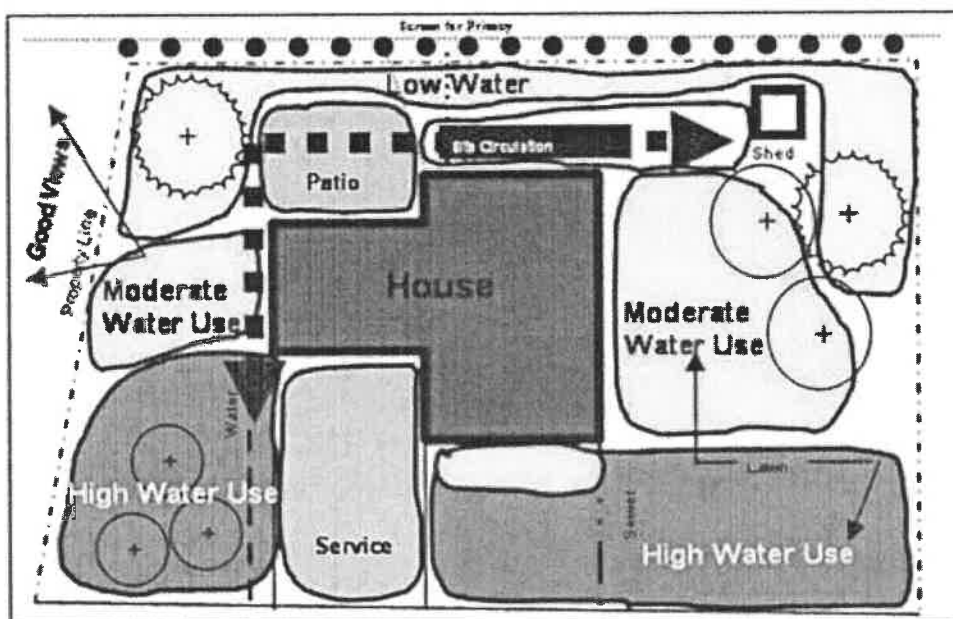 Screen for Privacy
Low Water
Circulation
Shed
Patio
Good Views
Property Line
House
Moderate
Water Use
Moderate
Water Use
Water
High Water Use
Service
Sewer
High Water Use